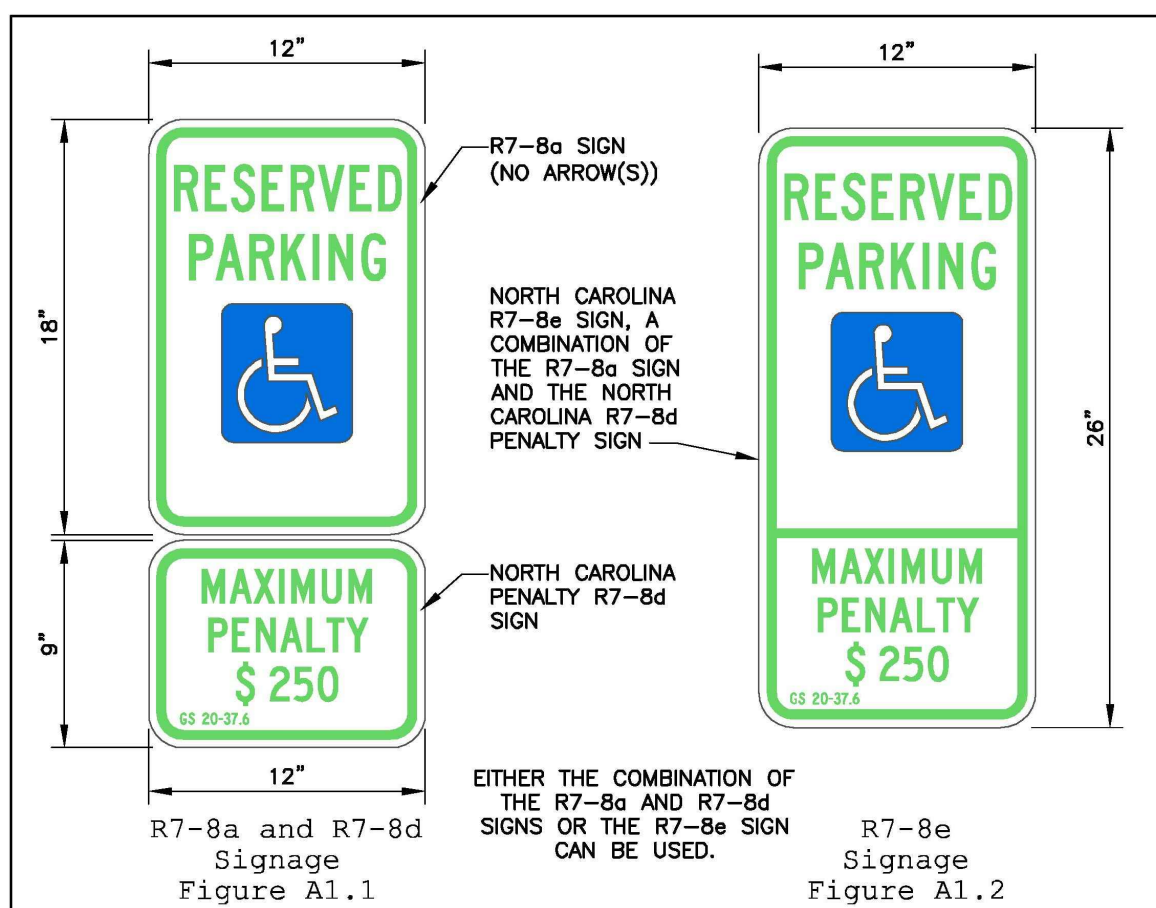 12"
18"
RESERVED
PARKING
R7-8a SIGN
(NO ARROW(S))
9"
MAXIMUM
PENALTY
$ 250
GS 20-37.6
NORTH CAROLINA
PENALTY R7-8d
SIGN
12"
R7-8a and R7-8d
Signage
Figure A1.1
NORTH CAROLINA
R7-8e SIGN, A
COMBINATION OF
THE R7-8a SIGN
AND THE NORTH
CAROLINA R7-8d
PENALTY SIGN
EITHER THE COMBINATION OF
THE R7-8a AND R7-8d
SIGNS OR THE R7-8e SIGN
CAN BE USED.
12"
RESERVED
PARKING
26"
MAXIMUM
PENALTY
$ 250
GS 20-37.6
R7-8e
Signage
Figure A1.2